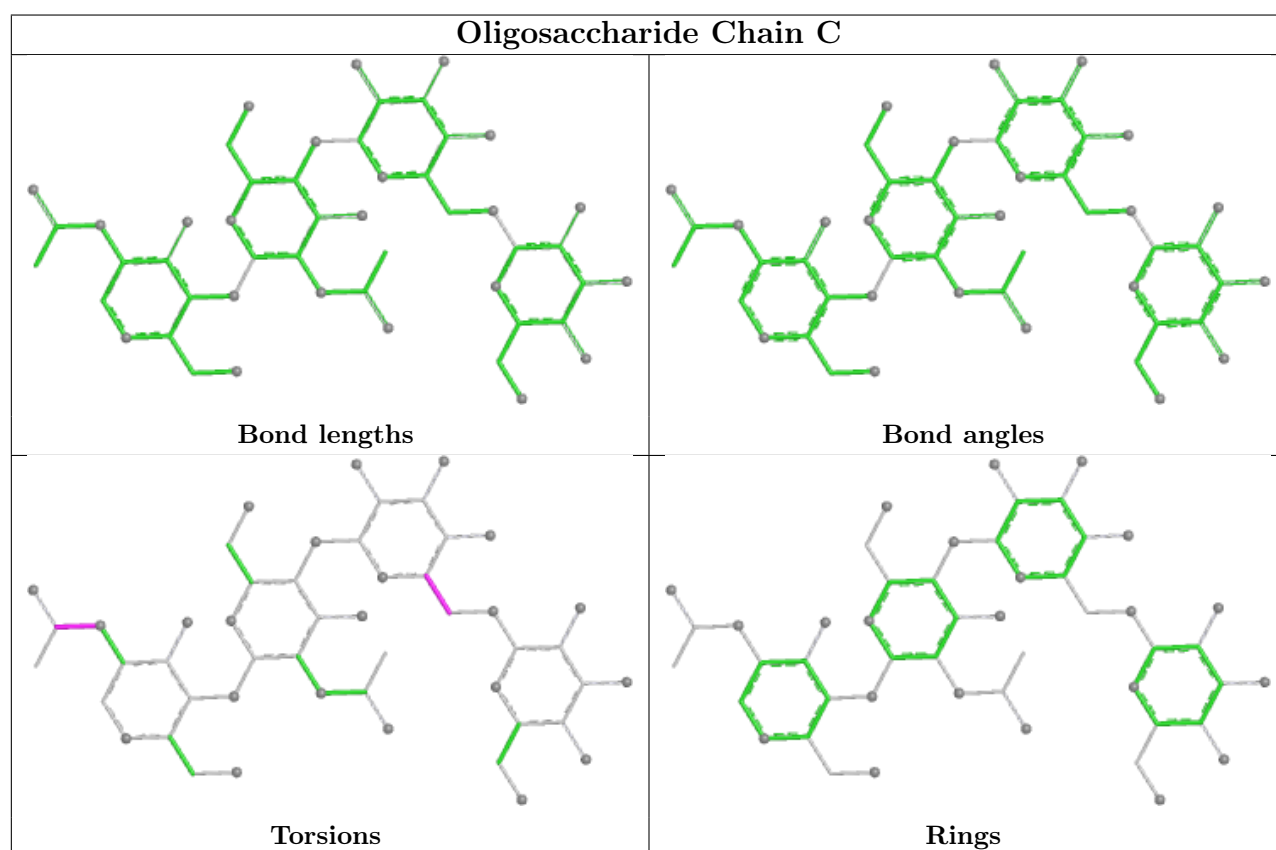 Oligosaccharide Chain C
Bond lengths
Bond angles
Torsions
Rings